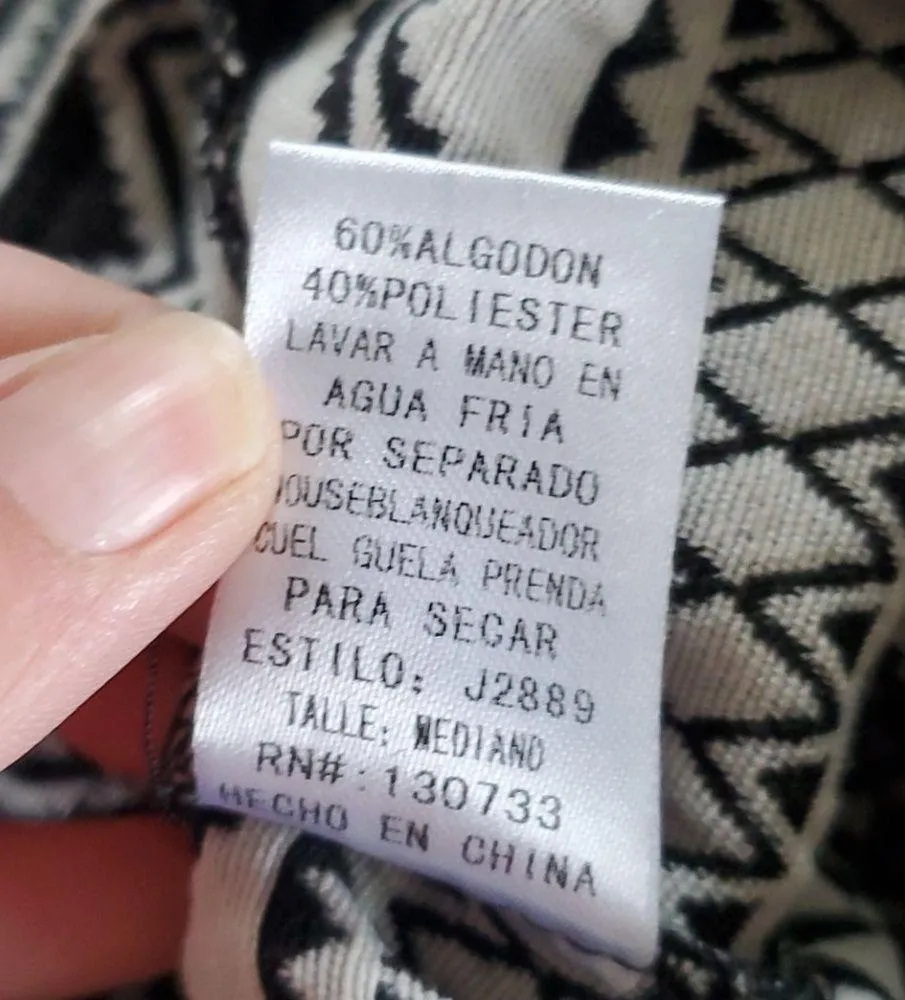 60%ALGODON
40%POLIESTER
LAVAR A MANO EN
AGUA FRIA
POR SEPARADO
NOUSEBLANQUEADOR
CUEL GUELA PRENDA
PARA SECAR
ESTILO: J2889
TALLE: MEDIANO
RN#:130733
HECHO EN CHINA